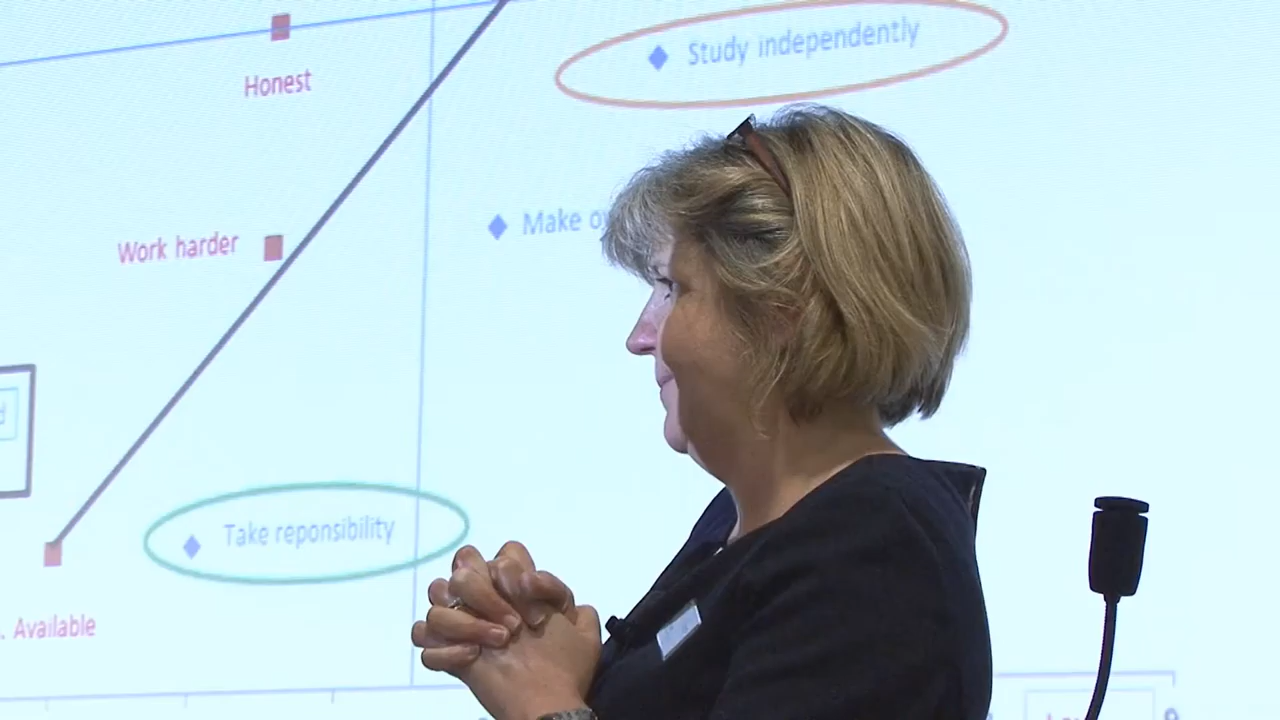 Study independently
Honest
Make
Work harder
Take reponsibility
. Available